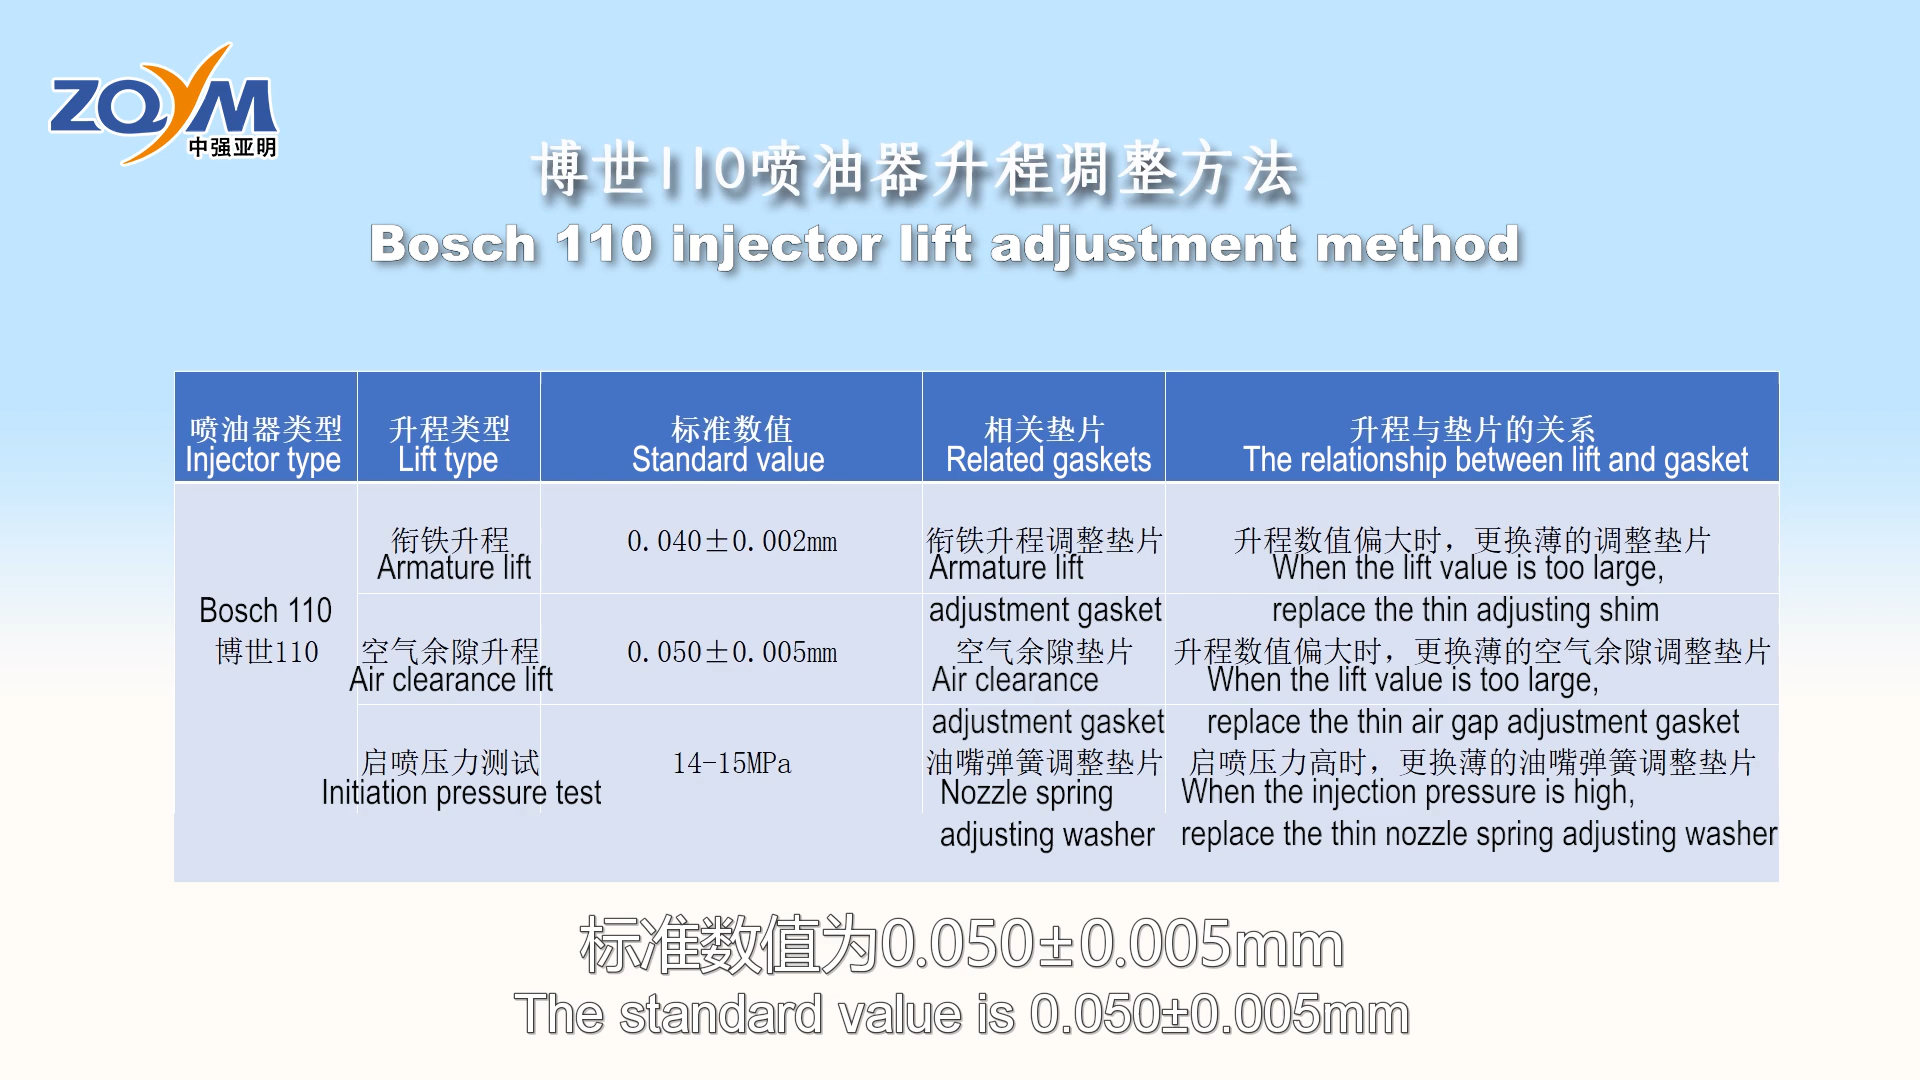 ZQYM
中强亚明
博世110喷油器升程调整方法
Bosch 110 injector lift adjustment method
喷油器类型
Injector type
升程类型
Lift type
标准数值
Standard value
相关垫片
Related gaskets
升程与垫片的关系
The relationship between lift and gasket
Bosch 110
博世110
衔铁升程
Armature lift
0.040±0.002mm
衔铁升程调整垫片
Armature lift
adjustment gasket
升程数值偏大时，更换薄的调整垫片
When the lift value is too large,
replace the thin adjusting shim
空气余隙升程
Air clearance lift
0.050±0.005mm
空气余隙垫片
Air clearance
adjustment gasket
升程数值偏大时，更换薄的空气余隙调整垫片
When the lift value is too large,
replace the thin air gap adjustment gasket
启喷压力测试
Initiation pressure test
14-15MPa
油嘴弹簧调整垫片
Nozzle spring
adjusting washer
启喷压力高时，更换薄的油嘴弹簧调整垫片
When the injection pressure is high,
replace the thin nozzle spring adjusting washer
标准数值为0.050±0.005mm
The standard value is 0.050±0.005mm